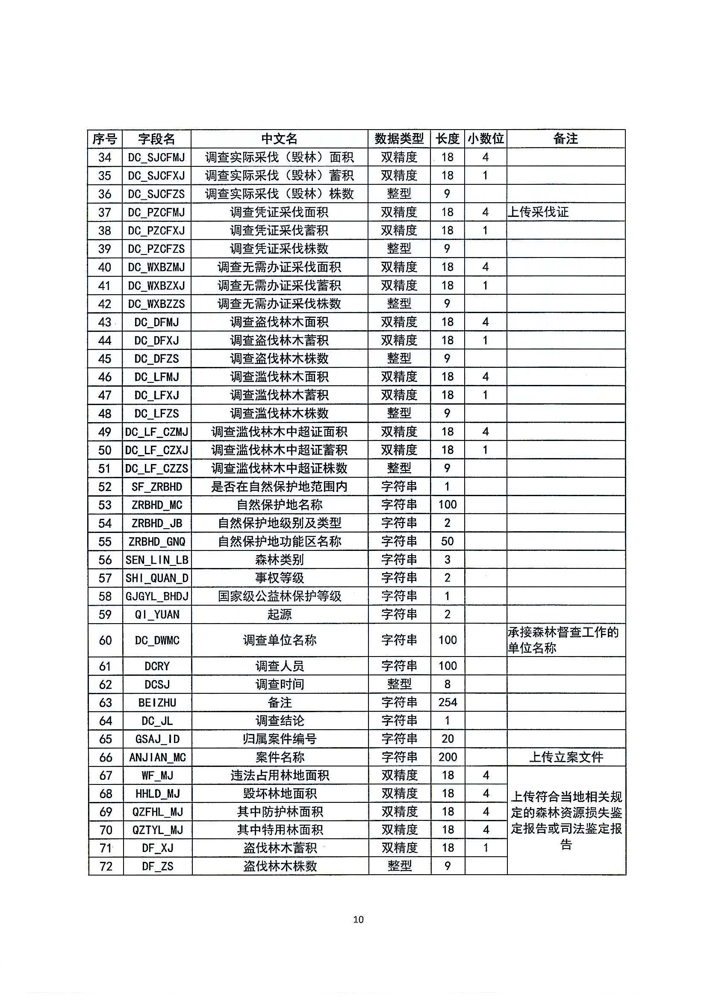 序号 字段名 中文名 数据类型 长度 小数位 备注
34 DC_SJCFMJ 调查实际采伐（毁林）面积 双精度 18 4
35 DC_SJCFXJ 调查实际采伐（毁林）蓄积 双精度 18 1
36 DC_SJCFZS 调查实际采伐（毁林）株数 整型 9
37 DC_PZCFMJ 调查凭证采伐面积 双精度 18 4 上传采伐证
38 DC_PZCFXJ 调查凭证采伐蓄积 双精度 18 1
39 DC_PZCFZS 调查凭证采伐株数 整型 9
40 DC_WXBZMJ 调查无需办证采伐面积 双精度 18 4
41 DC_WXBZXJ 调查无需办证采伐蓄积 双精度 18 1
42 DC_WXBZZS 调查无需办证采伐株数 整型 9
43 DC_DFMJ 调查盗伐林木面积 双精度 18 4
44 DC_DFXJ 调查盗伐林木蓄积 双精度 18 1
45 DC_DFZS 调查盗伐林木株数 整型 9
46 DC_LFMJ 调查滥伐林木面积 双精度 18 4
47 DC_LFXJ 调查滥伐林木蓄积 双精度 18 1
48 DC_LFZS 调查滥伐林木株数 整型 9
49 DC_LF_CZMJ 调查滥伐林木中超证面积 双精度 18 4
50 DC_LF_CZXJ 调查滥伐林木中超证蓄积 双精度 18 1
51 DC_LF_CZZS 调查滥伐林木中超证株数 整型 9
52 SF_ZRBHD 是否在自然保护地范围内 字符串 1
53 ZRBHD_MC 自然保护地名称 字符串 100
54 ZRBHD_JB 自然保护地级别及类型 字符串 2
55 ZRBHD_GNQ 自然保护地功能区名称 字符串 50
56 SEN_LIN_LB 森林类别 字符串 3
57 SHI_QUAN_D 事权等级 字符串 2
58 GJGYL_BHDJ 国家级公益林保护等级 字符串 1
59 QI_YUAN 起源 字符串 2
60 DC_DWMC 调查单位名称 字符串 100 承接森林督查工作的
单位名称
61 DCRY 调查人员 字符串 100
62 DCSJ 调查时间 整型 8
63 BEIZHU 备注 字符串 254
64 DC_JL 调查结论 字符串 1
65 GSAJ_ID 归属案件编号 字符串 20
66 ANJIAN_MC 案件名称 字符串 200 上传立案文件
67 WF_MJ 违法占用林地面积 双精度 18 4
68 HHLD_MJ 毁坏林地面积 双精度 18 4
69 QZFHL_MJ 其中防护林面积 双精度 18 4
70 QZTYL_MJ 其中特用林面积 双精度 18 4
71 DF_XJ 盗伐林木蓄积 双精度 18 1
72 DF_ZS 盗伐林木株数 整型 9
上传符合当地相关规
定的森林资源损失鉴
定报告或司法鉴定报
告
10